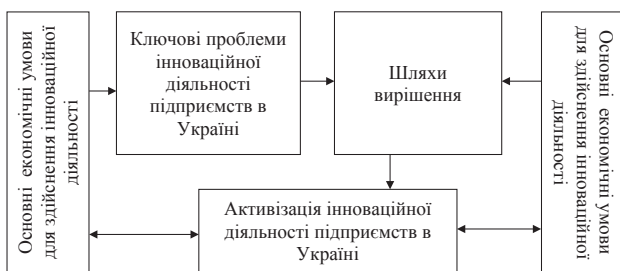 Основні економічні умови
для здійснення інноваційної
діяльності
Ключові проблеми
інноваційної
діяльності
підприємств в
Україні
Шляхи
вирішення
Основні економічні умови
для здійснення інноваційної
діяльності
Активізація інноваційної
діяльності підприємств в
Україні